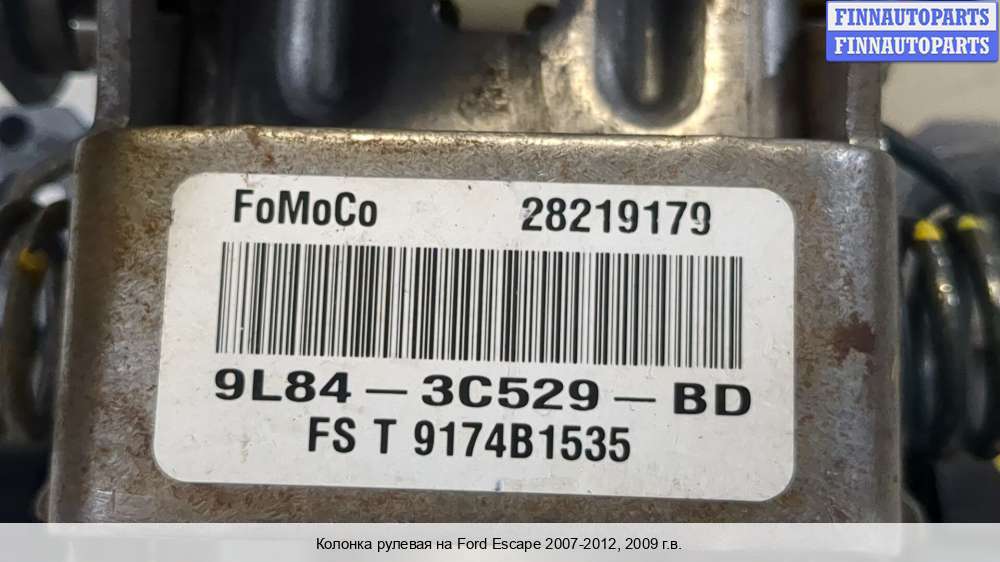 FINNAUTOPARTS
FINNAUTOPARTS
FoMoCo 28219179
9L84 - 3C529 - BD
FS T 9174B1535
Колонка рулевая на Ford Escape 2007-2012, 2009 г.в.